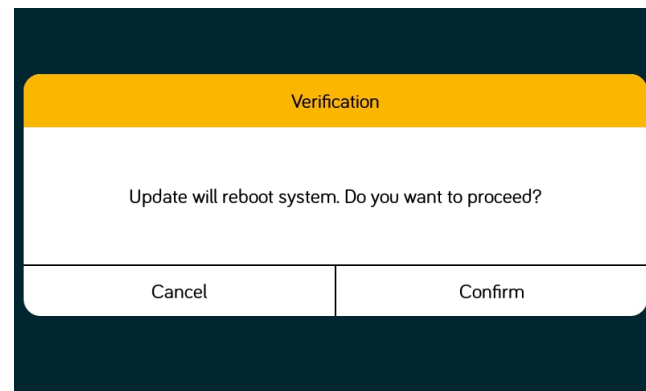 Verification
Update will reboot system. Do you want to proceed?
Cancel
Confirm